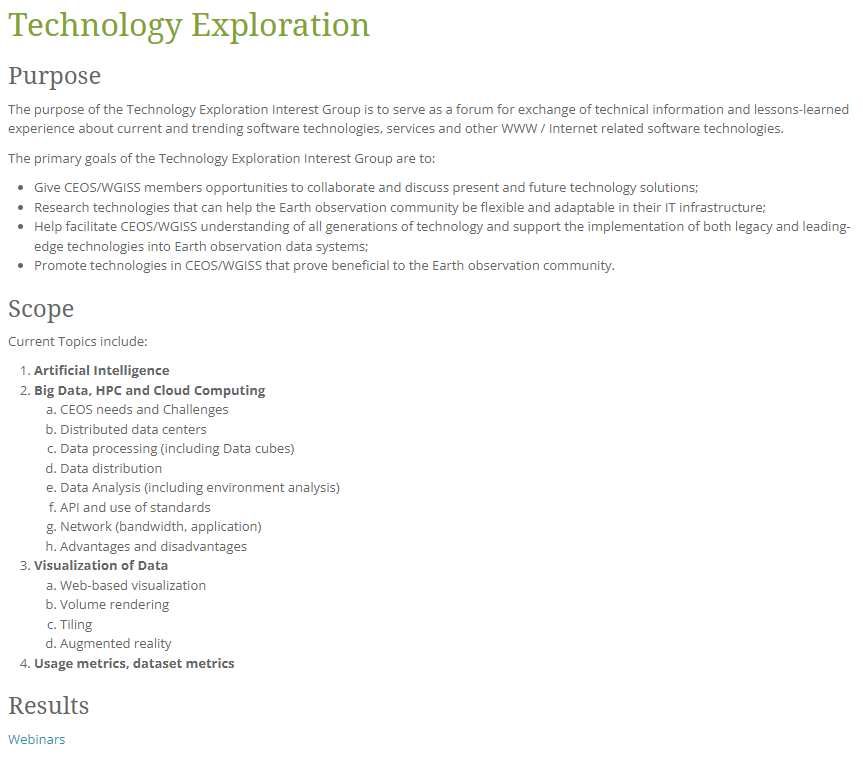 Technology Exploration
Purpose
The purpose of the Technology Exploration Interest Group is to serve as a forum for exchange of technical information and lessons-learned
experience about current and trending software technologies, services and other WWW / Internet related software technologies.
The primary goals of the Technology Exploration Interest Group are to:
• Give CEOS/WGISS members opportunities to collaborate and discuss present and future technology solutions;
• Research technologies that can help the Earth observation community be flexible and adaptable in their IT infrastructure;
• Help facilitate CEOS/WGISS understanding of all generations of technology and support the implementation of both legacy and leading-
edge technologies into Earth observation data systems;
• Promote technologies in CEOS/WGISS that prove beneficial to the Earth observation community.
Scope
Current Topics include:
1. Artificial Intelligence
2. Big Data, HPC and Cloud Computing
a. CEOS needs and Challenges
b. Distributed data centers
c. Data processing (including Data cubes)
d. Data distribution
e. Data Analysis (including environment analysis)
f. API and use of standards
g. Network (bandwidth, application)
h. Advantages and disadvantages
3. Visualization of Data
a. Web-based visualization
b. Volume rendering
c. Tiling
d. Augmented reality
4. Usage metrics, dataset metrics
Results
Webinars